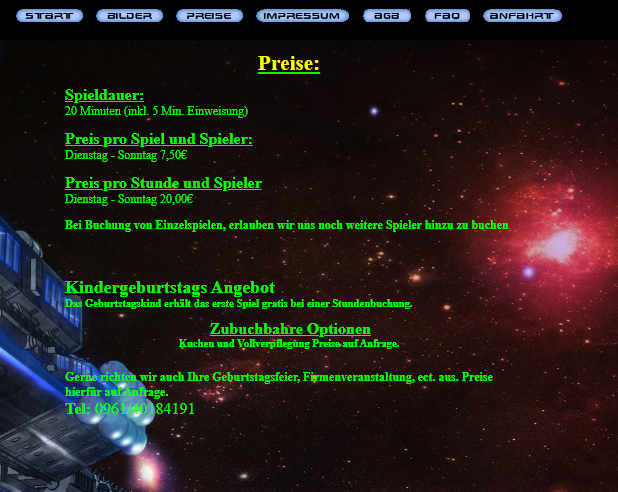 START BILDER PREISE IMPRESSUM AGB FAQ ANFAHRT
Preise:
Spieldauer:
20 Minuten (inkl. 5 Min. Einweisung)
Preis pro Spiel und Spieler:
Dienstag - Sonntag 7,50€
Preis pro Stunde und Spieler
Dienstag - Sonntag 20,00€
Bei Buchung von Einzelspielen, erlauben wir uns noch weitere Spieler hinzu zu buchen
Kindergeburtstags Angebot
Das Geburtstagskind erhält das erste Spiel gratis bei einer Stundenbuchung.
Zubuchbahre Optionen
Kuchen und Vollverpflegung Preise auf Anfrage.
Gerne richten wir auch Ihre Geburtstagsfeier, Firmenveranstaltung, ect. aus. Preise
hierfür auf Anfrage.
Tel: 0961/40184191